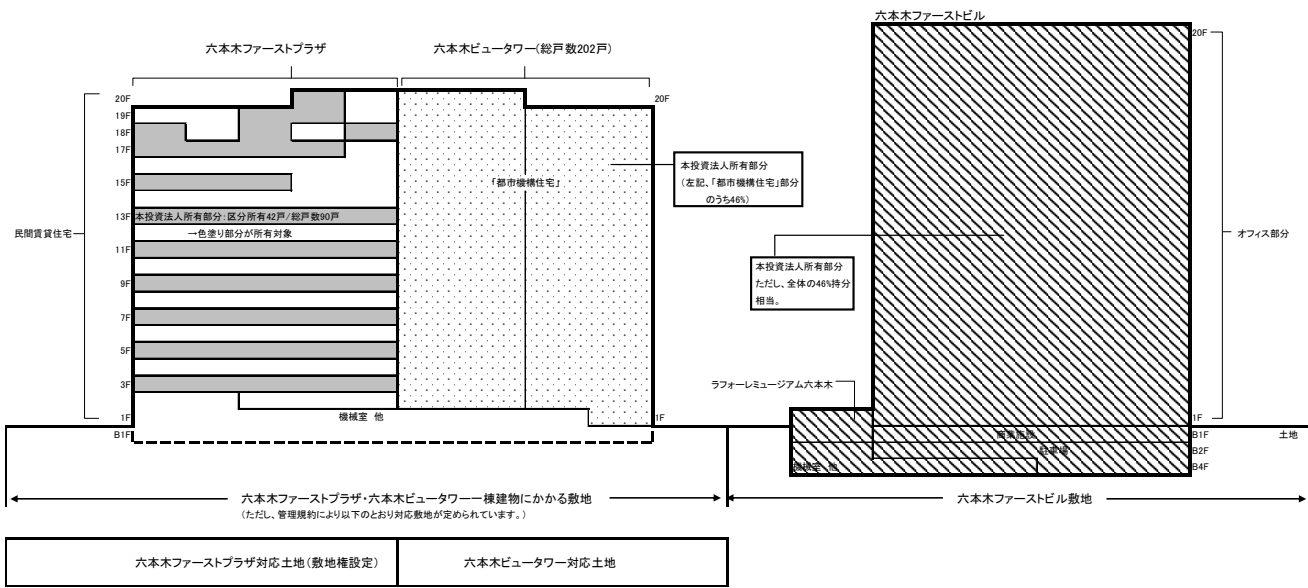 六本木ファーストビル
六本木ファーストプラザ
六本木ビュータワー(総戸数202戸)
20F
20F
20F
19F
18F
17F
15F
13F
11F
9F
7F
5F
3F
1F
B1F
民間賃貸住宅
本投資法人所有部分:区分所有42戸/総戸数90戸
→色塗り部分が所有対象
「都市機構住宅」
本投資法人所有部分
(左記、「都市機構住宅」部分
のうち46%)
本投資法人所有部分
ただし、全体の46%持分
相当。
オフィス部分
ラフォーレミュージアム六本木
機械室 他
1F
1F
商業施設
B1F
土地
駐車場
B2F
機械室 他
B4F
六本木ファーストプラザ・六本木ビュータワー一棟建物にかかる敷地
(ただし、管理規約により以下のとおり対応敷地が定められています。)
六本木ファーストビル敷地
六本木ファーストプラザ対応土地(敷地権設定)
六本木ビュータワー対応土地